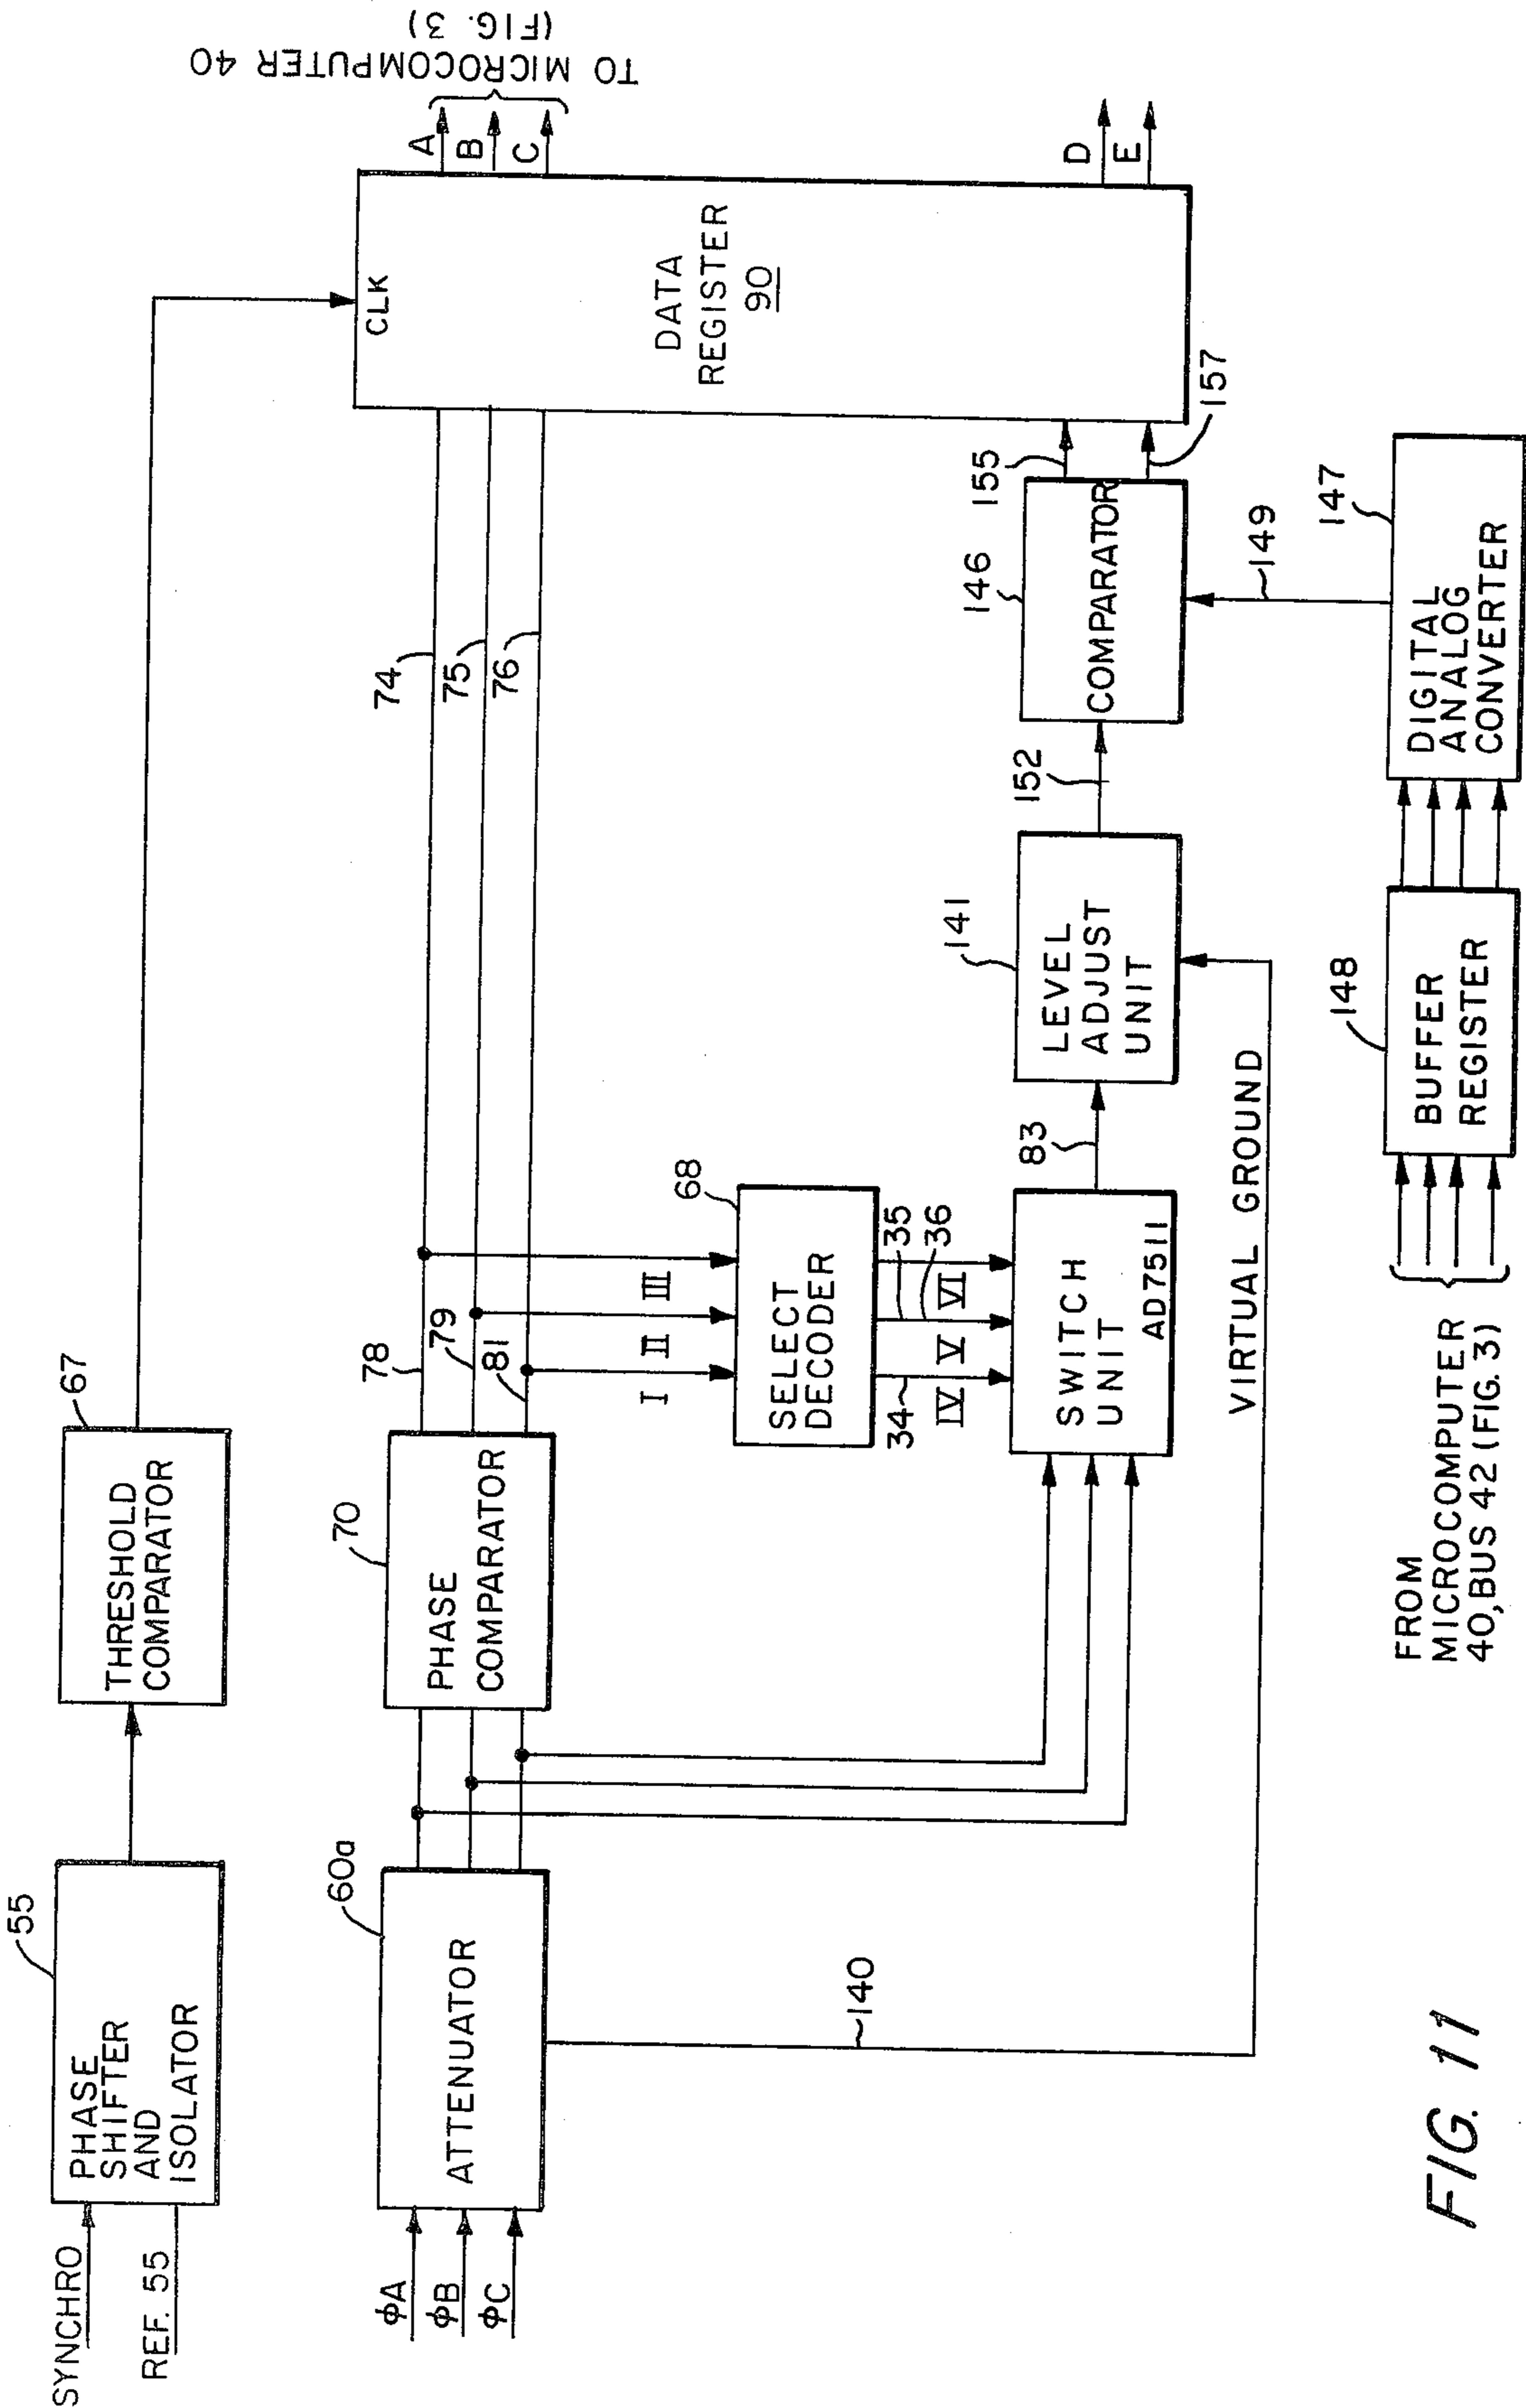 SYNCHRO
REF. 55
55
PHASE
SHIFTER
AND
ISOLATOR
67
THRESHOLD
COMPARATOR
ΦA
ΦB
ΦC
60a
ATTENUATOR
140
70
PHASE
COMPARATOR
78
79
81
I
II
III
68
SELECT
DECODER
34
35
36
IV
V
VI
SWITCH
UNIT
AD7511
83
VIRTUAL GROUND
141
LEVEL
ADJUST
UNIT
152
74
75
76
146
COMPARATOR
149
155
157
CLK
DATA
REGISTER
90
A
B
C
D
E
TO MICROCOMPUTER 40
(FIG. 3)
FROM
MICROCOMPUTER
40, BUS 42 (FIG. 3)
148
BUFFER
REGISTER
147
DIGITAL
ANALOG
CONVERTER
FIG. 11